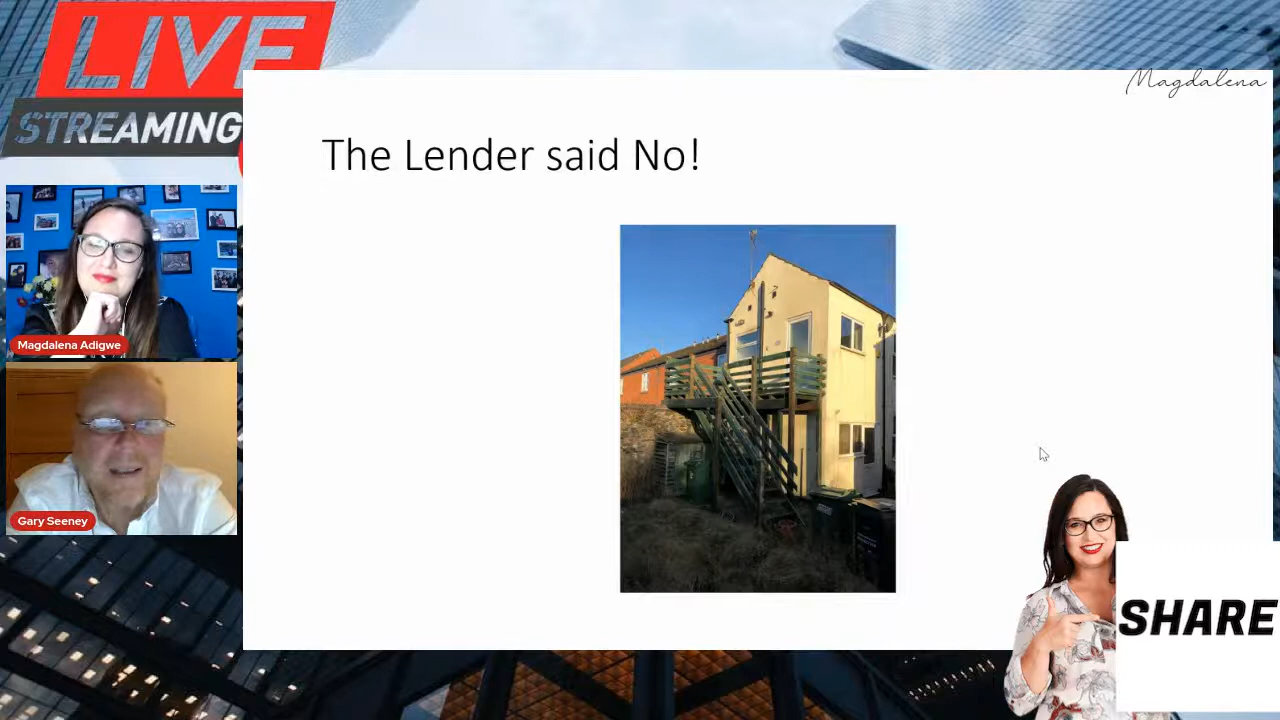 LIVE
STREAMING
Magdalena
The Lender said No!
Magdalena Adigwe
Gary Seeney
SHARE